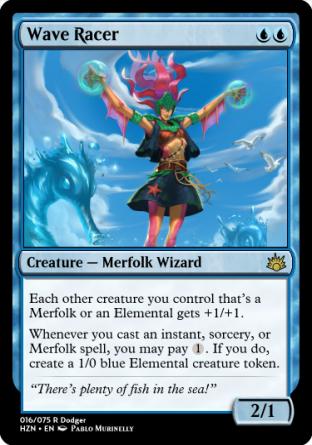 Wave Racer
Creature — Merfolk Wizard
Each other creature you control that's a
Merfolk or an Elemental gets +1/+1.
Whenever you cast an instant, sorcery, or
Merfolk spell, you may pay 1. If you do,
create a 1/0 blue Elemental creature token.
“There’s plenty of fish in the sea!”
2/1
016/075 R Dodger
HZN • EN Pablo Murinelly